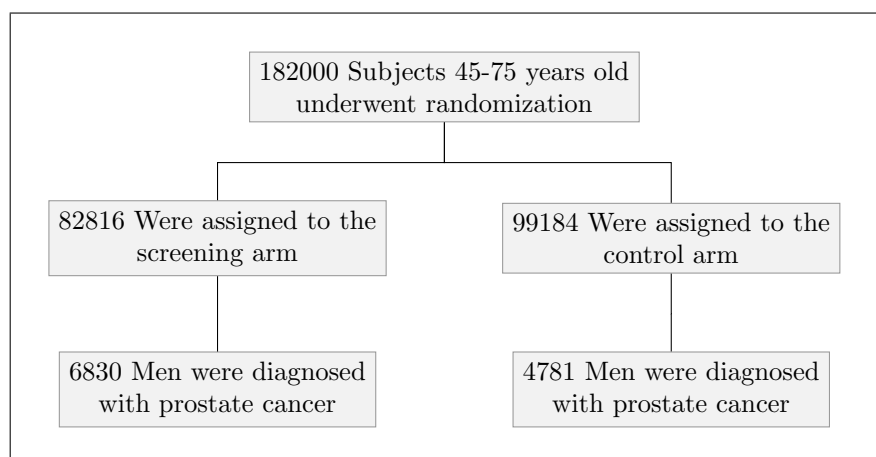 182000 Subjects 45-75 years old
underwent randomization
82816 Were assigned to the
screening arm
99184 Were assigned to the
control arm
6830 Men were diagnosed
with prostate cancer
4781 Men were diagnosed
with prostate cancer